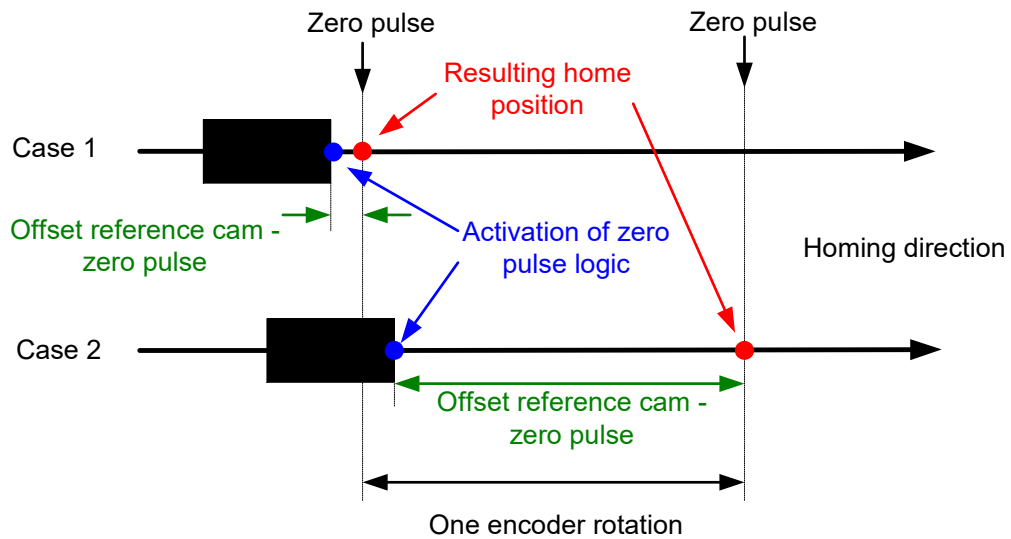 Zero pulse
Zero pulse
Resulting home
position
Case 1
Offset reference cam -
zero pulse
Activation of zero
pulse logic
Homing direction
Case 2
Offset reference cam -
zero pulse
One encoder rotation